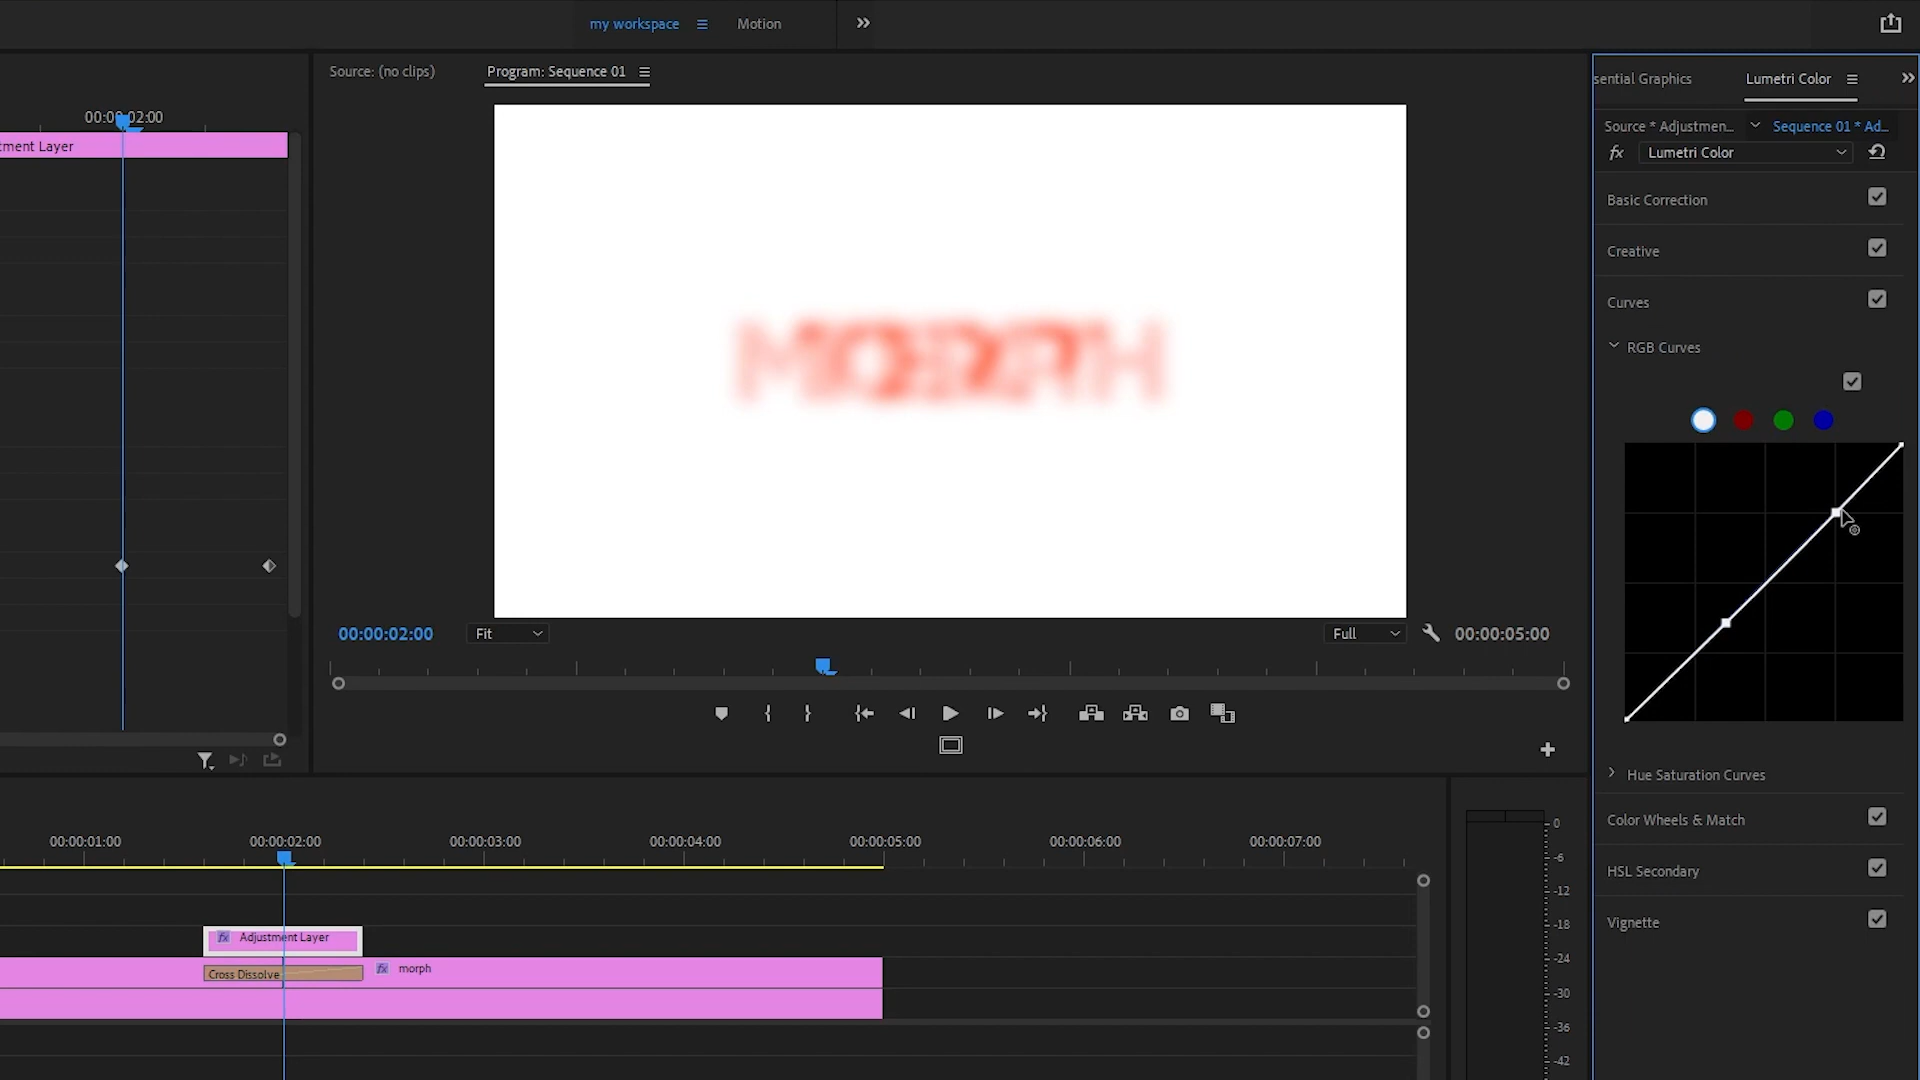 my workspace
Motion
Source: (no clips)
Program: Sequence 01
sential Graphics
Lumetri Color
00:00:02:00
tment Layer
Source * Adjustmen...
Sequence 01 * Ad...
fx
Lumetri Color
Basic Correction
Creative
Curves
RGB Curves
00:00:02:00
Fit
Full
00:00:05:00
Hue Saturation Curves
Color Wheels & Match
HSL Secondary
Vignette
00:00:01:00
00:00:02:00
00:00:03:00
00:00:04:00
00:00:05:00
00:00:06:00
00:00:07:00
fx Adjustment Layer
Cross Dissolve
fx morph
0
-6
-12
-18
-24
-30
-36
-42